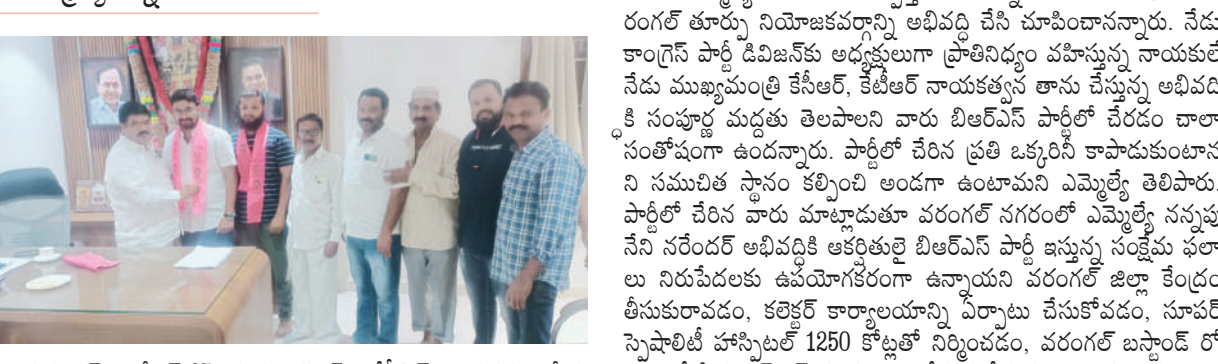 రంగల్ తూర్పు నియోజకవర్గాన్ని అభివద్ధి చేసి చూపించానన్నారు. నేడు
కాంగ్రెస్ పార్టీ డివిజన్‌కు అధ్యక్షులుగా ప్రాతినిధ్యం వహిస్తున్న నాయకులే
నేడు ముఖ్యమంత్రి కేసీఆర్, కేటీఆర్ నాయకత్వన తాను చేస్తున్న అభివద్ధి
కి సంపూర్ణ మద్దతు తెలపాలని వారు బిఆర్ఎస్ పార్టీలో చేరడం చాలా
సంతోషంగా ఉందన్నారు. పార్టీలో చేరిన ప్రతి ఒక్కరినీ కాపాడుకుంటాన
ని సముచిత స్థానం కల్పించి అండగా ఉంటామని ఎమ్మెల్యే తెలిపారు.
పార్టీలో చేరిన వారు మాట్లాడుతూ వరంగల్ నగరంలో ఎమ్మెల్యే నన్నపు
నేని నరేందర్ అభివద్ధికి ఆకర్షితులై బిఆర్ఎస్ పార్టీ ఇస్తున్న సంక్షేమ ఫలా
లు నిరుపేదలకు ఉపయోగకరంగా ఉన్నాయని వరంగల్ జిల్లా కేంద్రం
తీసుకురావడం, కలెక్టర్ కార్యాలయాన్ని ఏర్పాటు చేసుకోవడం, సూపర్
స్పెషాలిటీ హాస్పిటల్ 1250 కోట్లతో నిర్మించడం, వరంగల్ బస్టాండ్ రో